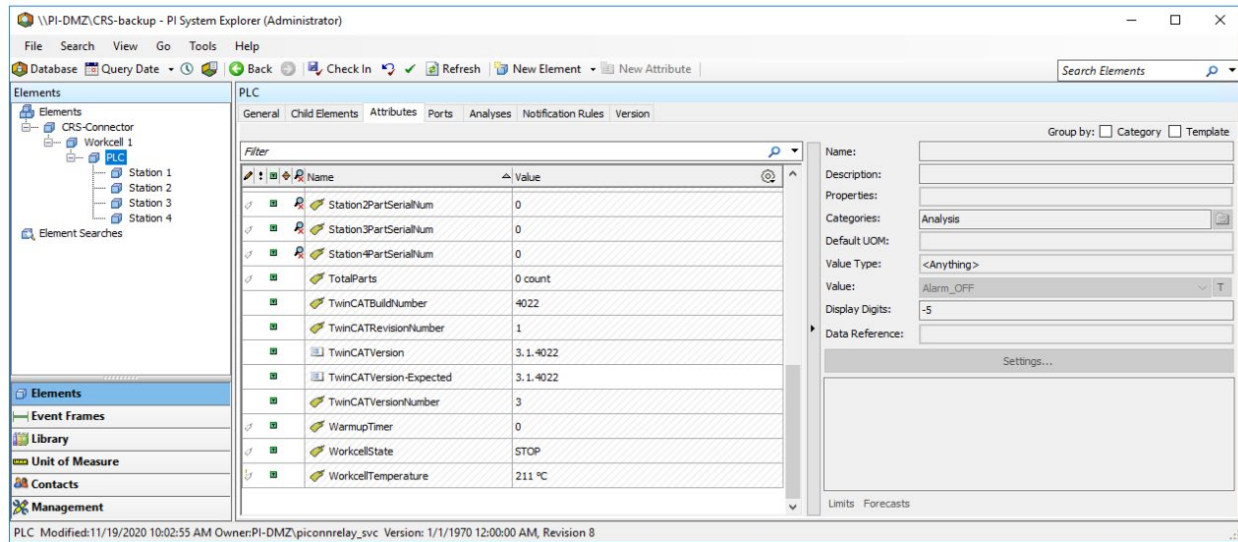 \\PI-DMZ\CRS-backup - PI System Explorer (Administrator)
File Search View Go Tools Help
Database Query Date Back Check In Refresh New Element New Attribute Search Elements
Elements
Elements
CRS-Connector
Workcell 1
PLC
Station 1
Station 2
Station 3
Station 4
Element Searches
Elements
Event Frames
Library
Unit of Measure
Contacts
Management
PLC
General Child Elements Attributes Ports Analyses Notification Rules Version
Group by: Category Template
Filter
Name Value
Station2PartSerialNum 0
Station3PartSerialNum 0
Station4PartSerialNum 0
TotalParts 0 count
TwinCATBuildNumber 4022
TwinCATRevisionNumber 1
TwinCATVersion 3.1.4022
TwinCATVersion-Expected 3.1.4022
TwinCATVersionNumber 3
WarmupTimer 0
WorkcellState STOP
WorkcellTemperature 211 °C
Name:
Description:
Properties:
Categories: Analysis
Default UOM:
Value Type: <Anything>
Value: Alarm_OFF T
Display Digits: -5
Data Reference:
Settings...
Limits Forecasts
PLC Modified:11/19/2020 10:02:55 AM Owner:PI-DMZ\piconnrelay_svc Version: 1/1/1970 12:00:00 AM, Revision 8